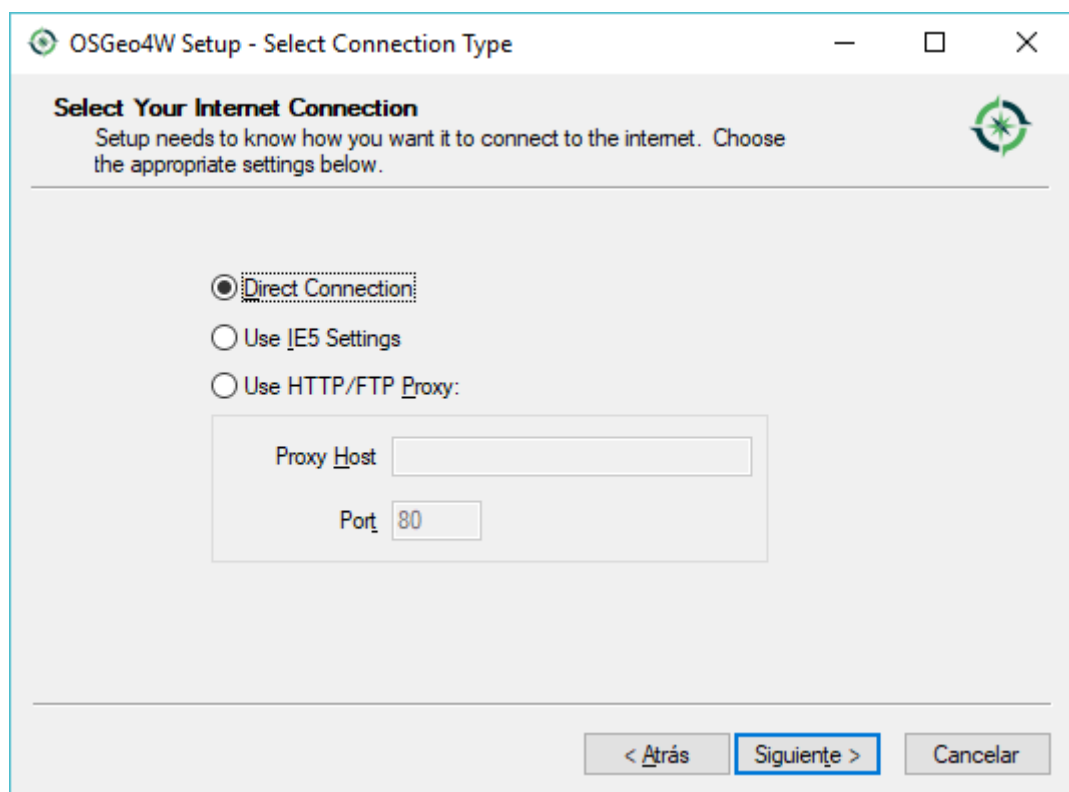 OSGeo4W Setup - Select Connection Type
Select Your Internet Connection
Setup needs to know how you want it to connect to the internet. Choose
the appropriate settings below.
Direct Connection
Use IE5 Settings
Use HTTP/FTP Proxy:
Proxy Host
Port 80
< Atrás Siguiente > Cancelar